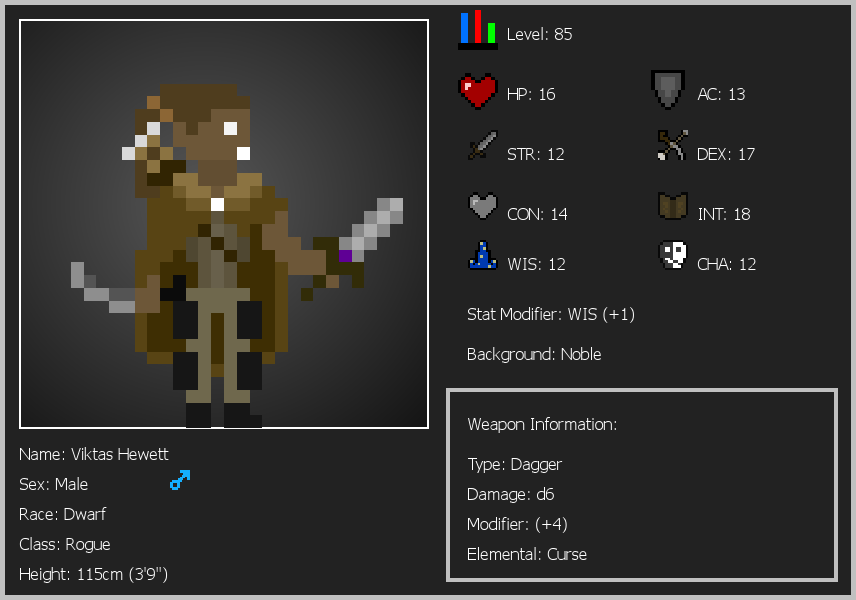 Level: 85
HP: 16
AC: 13
STR: 12
DEX: 17
CON: 14
INT: 18
WIS: 12
CHA: 12
Stat Modifier: WIS (+1)
Background: Noble
Weapon Information:
Type: Dagger
Damage: d6
Modifier: (+4)
Elemental: Curse
Name: Viktas Hewett
Sex: Male
Race: Dwarf
Class: Rogue
Height: 115cm (3'9")